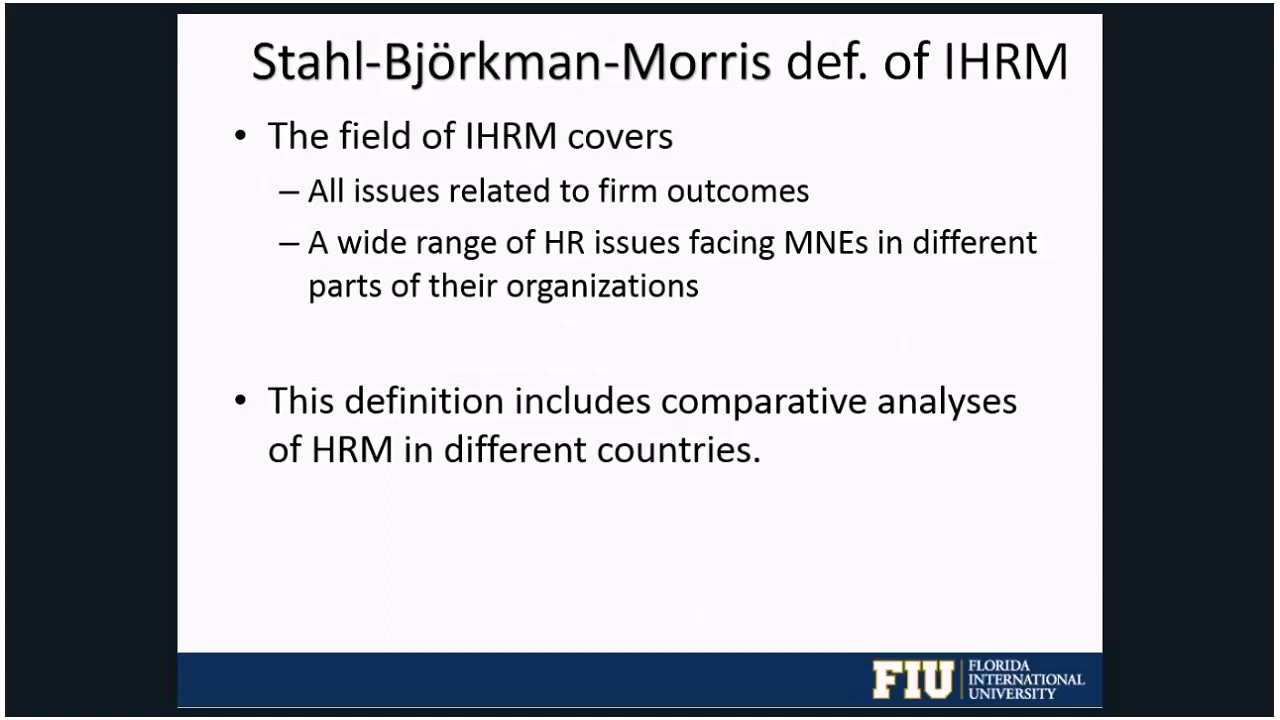 Stahl-Björkman-Morris def. of IHRM
• The field of IHRM covers
– All issues related to firm outcomes
– A wide range of HR issues facing MNEs in different
parts of their organizations
• This definition includes comparative analyses
of HRM in different countries.
FIU
FLORIDA
INTERNATIONAL
UNIVERSITY